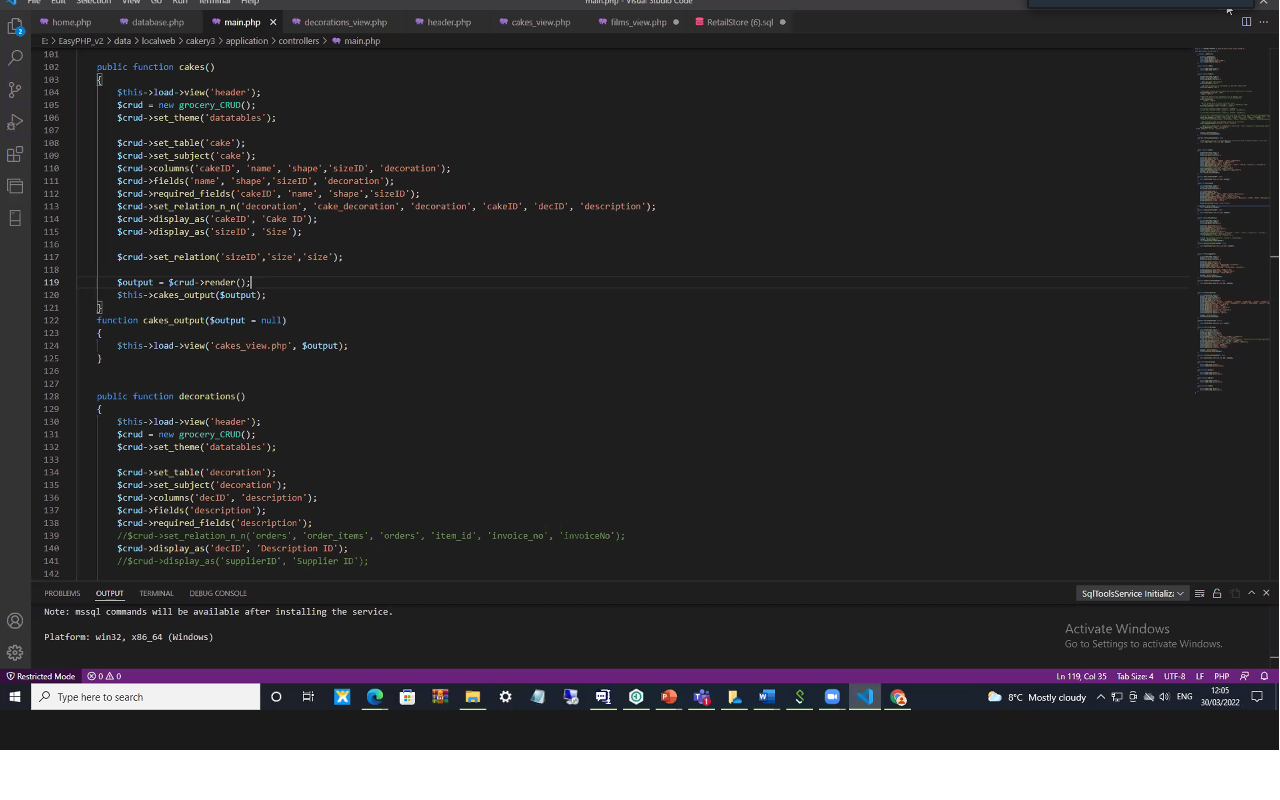 File Edit Selection View Go Run Terminal Help main.php - Visual Studio Code
home.php database.php main.php decorations_view.php header.php cakes_view.php films_view.php RetailStore (6).sql
E: > EasyPHP_v2 > data > localweb > cakery3 > application > controllers > main.php
101
102 public function cakes()
103 {
104 $this->load->view('header');
105 $crud = new grocery_CRUD();
106 $crud->set_theme('datatables');
107
108 $crud->set_table('cake');
109 $crud->set_subject('cake');
110 $crud->columns('cakeID', 'name', 'shape','sizeID', 'decoration');
111 $crud->fields('name', 'shape','sizeID', 'decoration');
112 $crud->required_fields('cakeID', 'name', 'shape','sizeID');
113 $crud->set_relation_n_n('decoration', 'cake_decoration', 'decoration', 'cakeID', 'decID', 'description');
114 $crud->display_as('cakeID', 'Cake ID');
115 $crud->display_as('sizeID', 'Size');
116
117 $crud->set_relation('sizeID','size','size');
118
119 $output = $crud->render();
120 $this->cakes_output($output);
121 }
122 function cakes_output($output = null)
123 {
124 $this->load->view('cakes_view.php', $output);
125 }
126
127
128 public function decorations()
129 {
130 $this->load->view('header');
131 $crud = new grocery_CRUD();
132 $crud->set_theme('datatables');
133
134 $crud->set_table('decoration');
135 $crud->set_subject('decoration');
136 $crud->columns('decID', 'description');
137 $crud->fields('description');
138 $crud->required_fields('description');
139 //$crud->set_relation_n_n('orders', 'order_items', 'orders', 'item_id', 'invoice_no', 'invoiceNo');
140 $crud->display_as('decID', 'Description ID');
141 //$crud->display_as('supplierID', 'Supplier ID');
142
PROBLEMS OUTPUT TERMINAL DEBUG CONSOLE SqlToolsService Initializa
Note: mssql commands will be available after installing the service.
Platform: win32, x86_64 (Windows)
Activate Windows
Go to Settings to activate Windows.
Restricted Mode 0 0 Ln 119, Col 35 Tab Size: 4 UTF-8 LF PHP
Type here to search 8°C Mostly cloudy ENG 12:05
30/03/2022